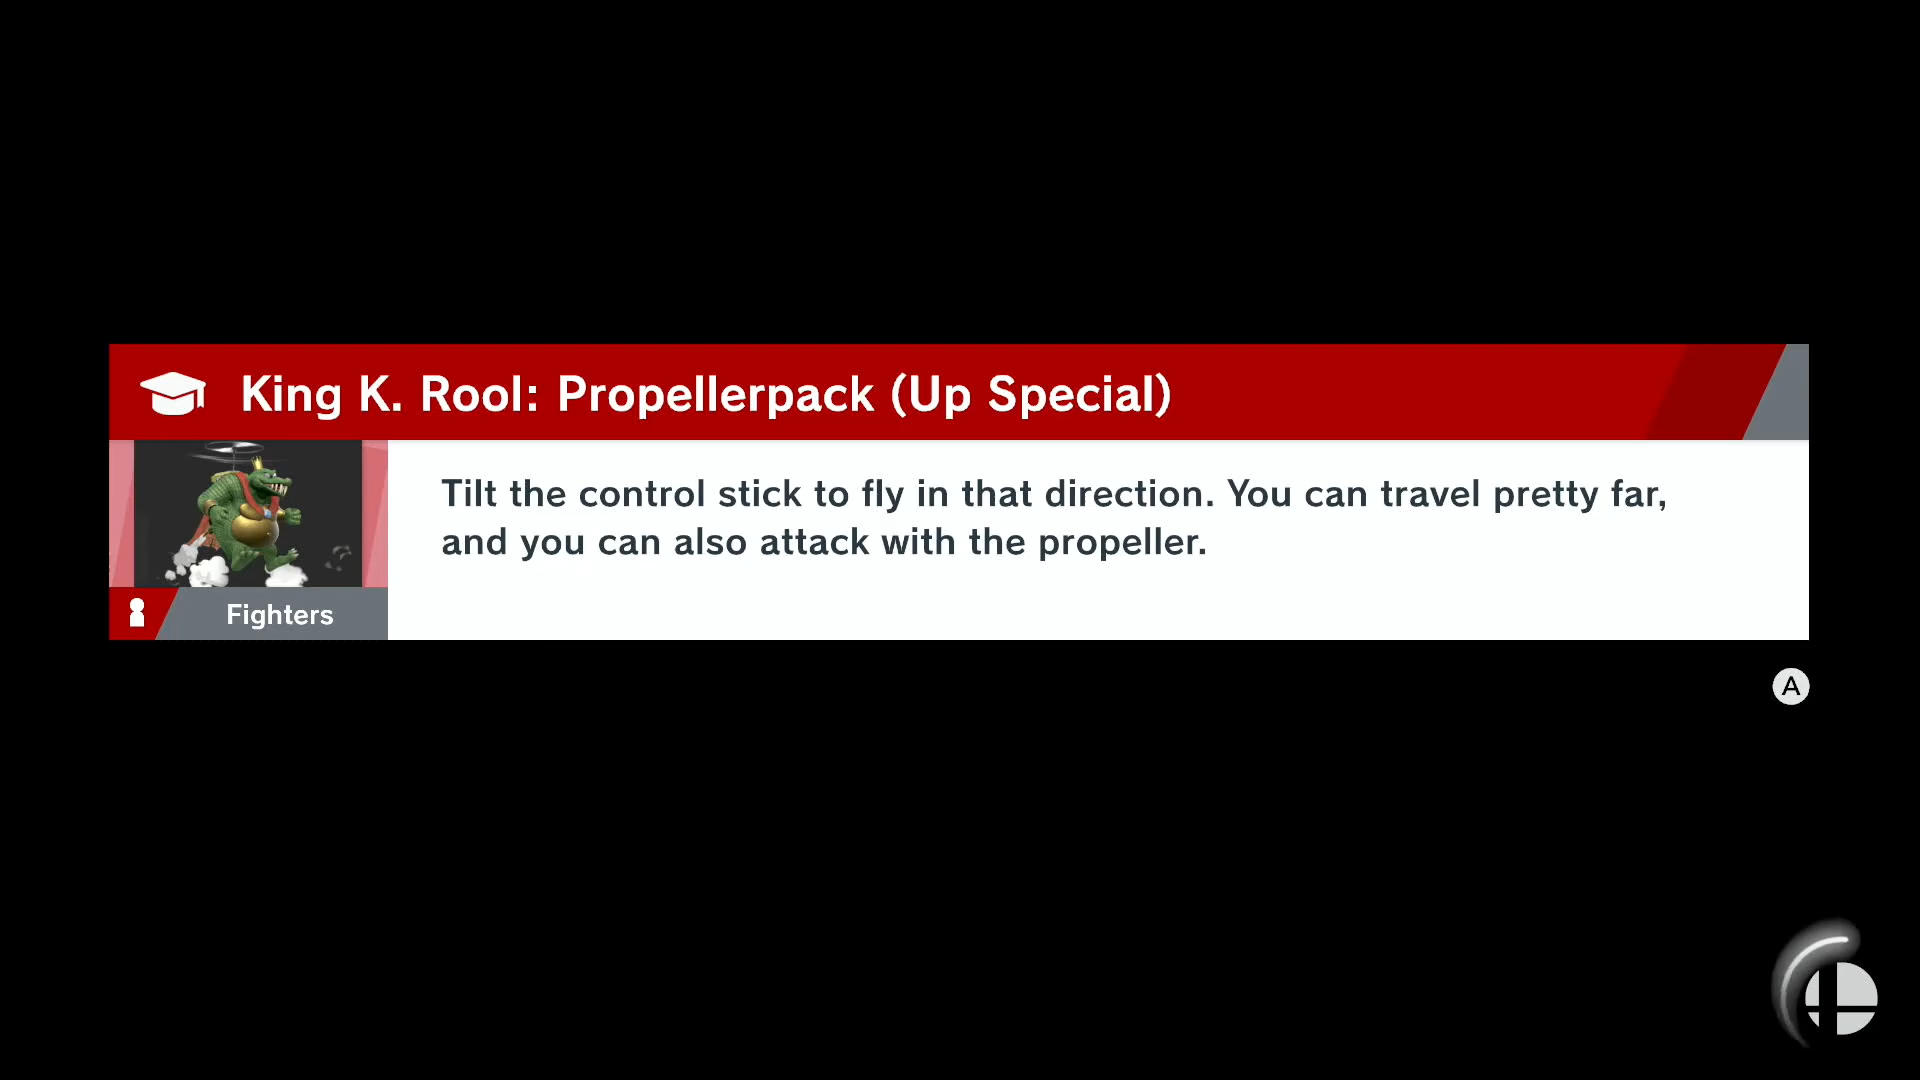 King K. Rool: Propellerpack (Up Special)
Tilt the control stick to fly in that direction. You can travel pretty far,
and you can also attack with the propeller.
Fighters
A